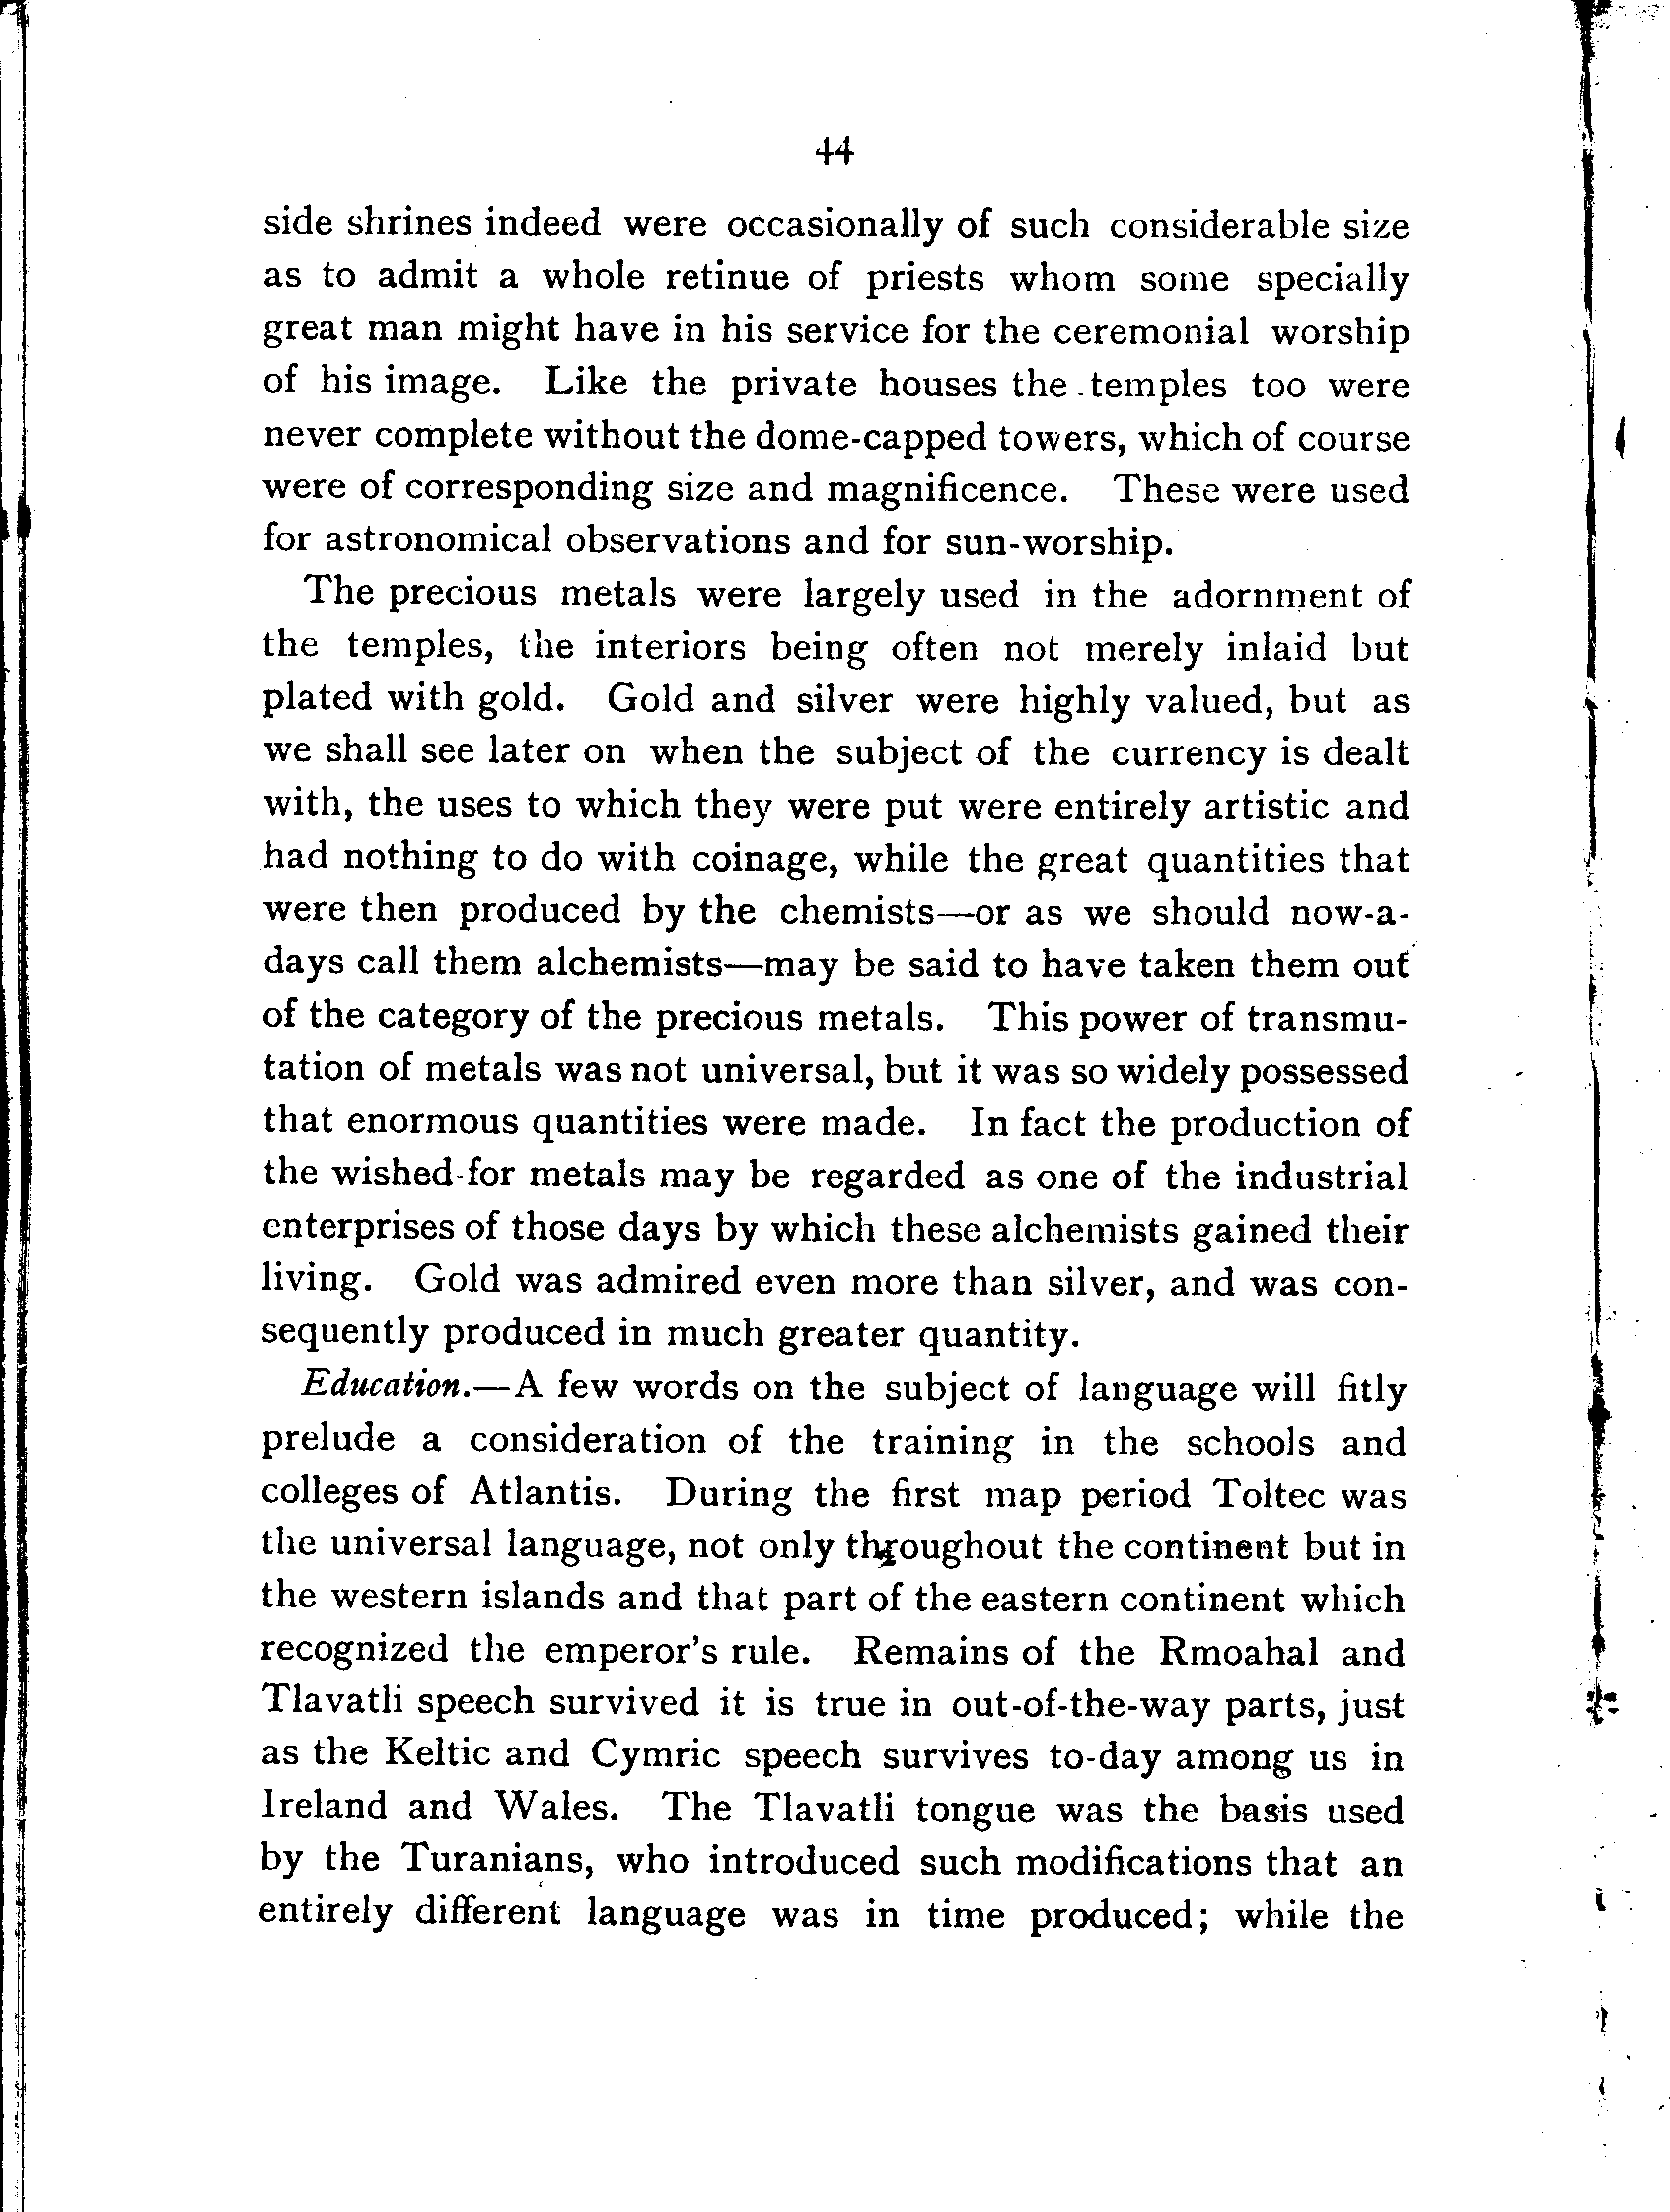 44
side shrines indeed were occasionally of such considerable size
as to admit a whole retinue of priests whom some specially
great man might have in his service for the ceremonial worship
of his image. Like the private houses the temples too were
never complete without the dome-capped towers, which of course
were of corresponding size and magnificence. These were used
for astronomical observations and for sun-worship.
The precious metals were largely used in the adornment of
the temples, the interiors being often not merely inlaid but
plated with gold. Gold and silver were highly valued, but as
we shall see later on when the subject of the currency is dealt
with, the uses to which they were put were entirely artistic and
had nothing to do with coinage, while the great quantities that
were then produced by the chemists—or as we should now-a-
days call them alchemists—may be said to have taken them out
of the category of the precious metals. This power of transmu-
tation of metals was not universal, but it was so widely possessed
that enormous quantities were made. In fact the production of
the wished-for metals may be regarded as one of the industrial
enterprises of those days by which these alchemists gained their
living. Gold was admired even more than silver, and was con-
sequently produced in much greater quantity.
Education.—A few words on the subject of language will fitly
prelude a consideration of the training in the schools and
colleges of Atlantis. During the first map period Toltec was
the universal language, not only throughout the continent but in
the western islands and that part of the eastern continent which
recognized the emperor's rule. Remains of the Rmoahal and
Tlavatli speech survived it is true in out-of-the-way parts, just
as the Keltic and Cymric speech survives to-day among us in
Ireland and Wales. The Tlavatli tongue was the basis used
by the Turanians, who introduced such modifications that an
entirely different language was in time produced; while the